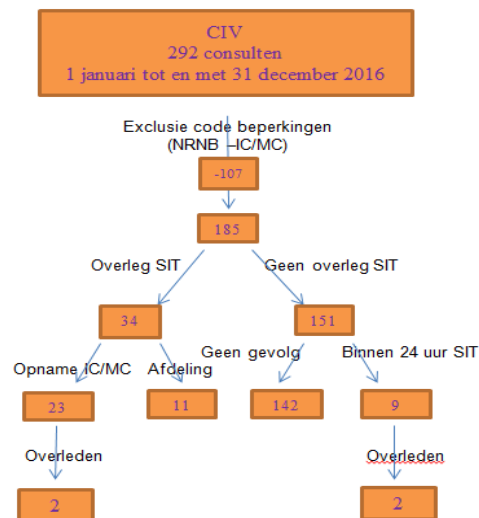 CIV
292 consulten
1 januari tot en met 31 december 2016
Exclusie code beperkingen
(NRNB –IC/MC)
-107
185
Overleg SIT
Geen overleg SIT
34
151
Geen gevolg
Binnen 24 uur SIT
Opname IC/MC
Afdeling
23
11
142
9
Overleden
Overleden
2
2